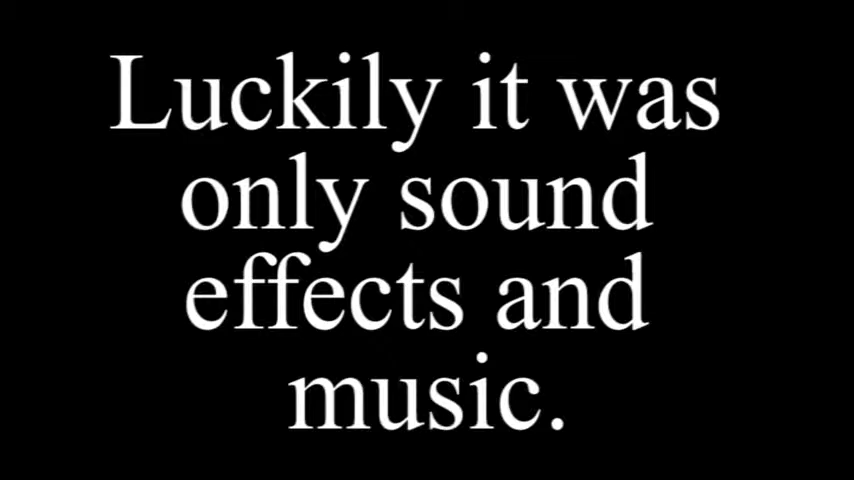 Luckily it was
only sound
effects and
music.